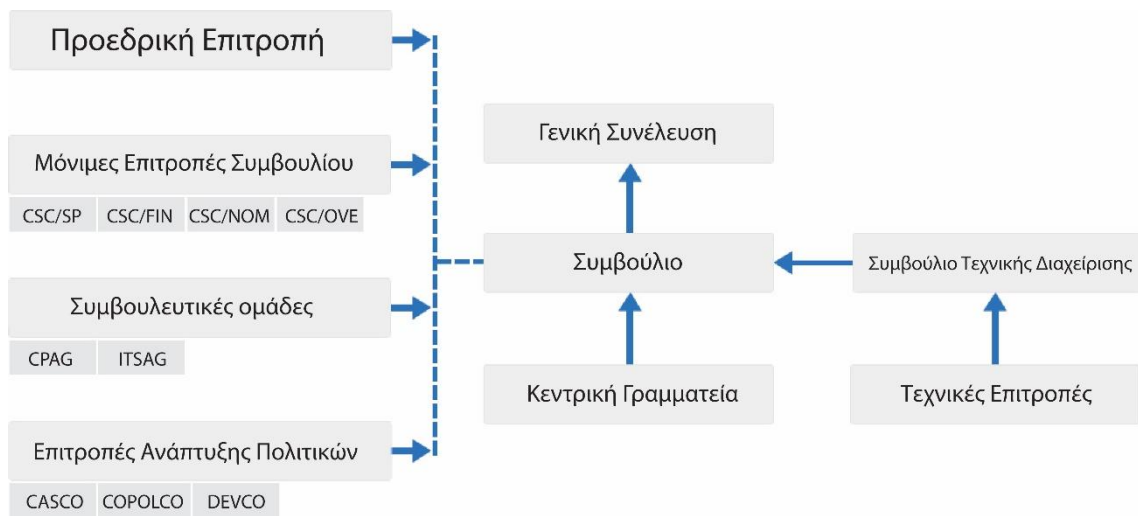 Προεδρική Επιτροπή
Μόνιμες Επιτροπές Συμβουλίου
CSC/SP CSC/FIN CSC/NOM CSC/OVE
Συμβουλευτικές ομάδες
CPAG ITSAG
Επιτροπές Ανάπτυξης Πολιτικών
CASCO COPOLCO DEVCO
Γενική Συνέλευση
Συμβούλιο
Κεντρική Γραμματεία
Συμβούλιο Τεχνικής Διαχείρισης
Τεχνικές Επιτροπές